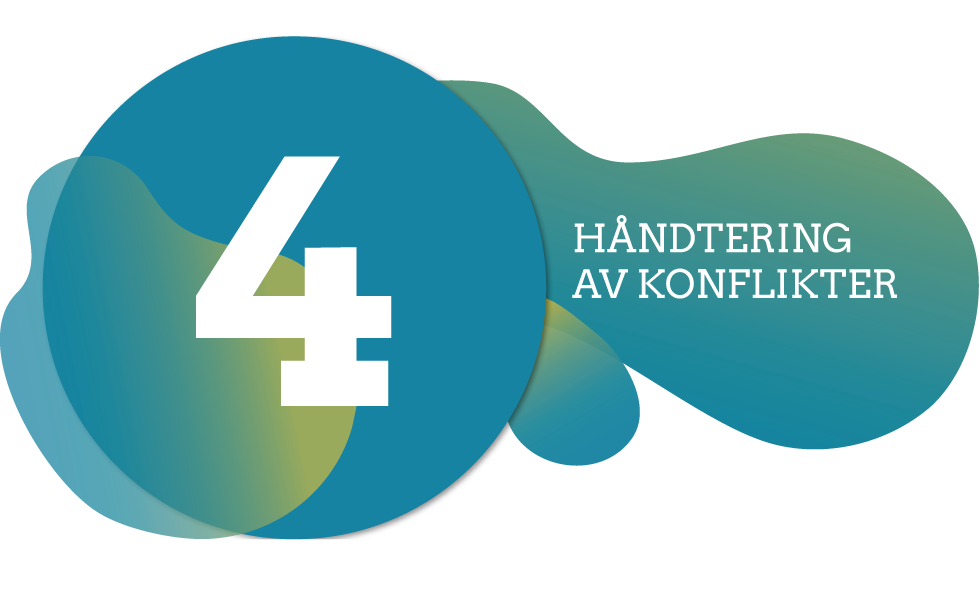 4
HÅNDTERING
AV KONFLIKTER